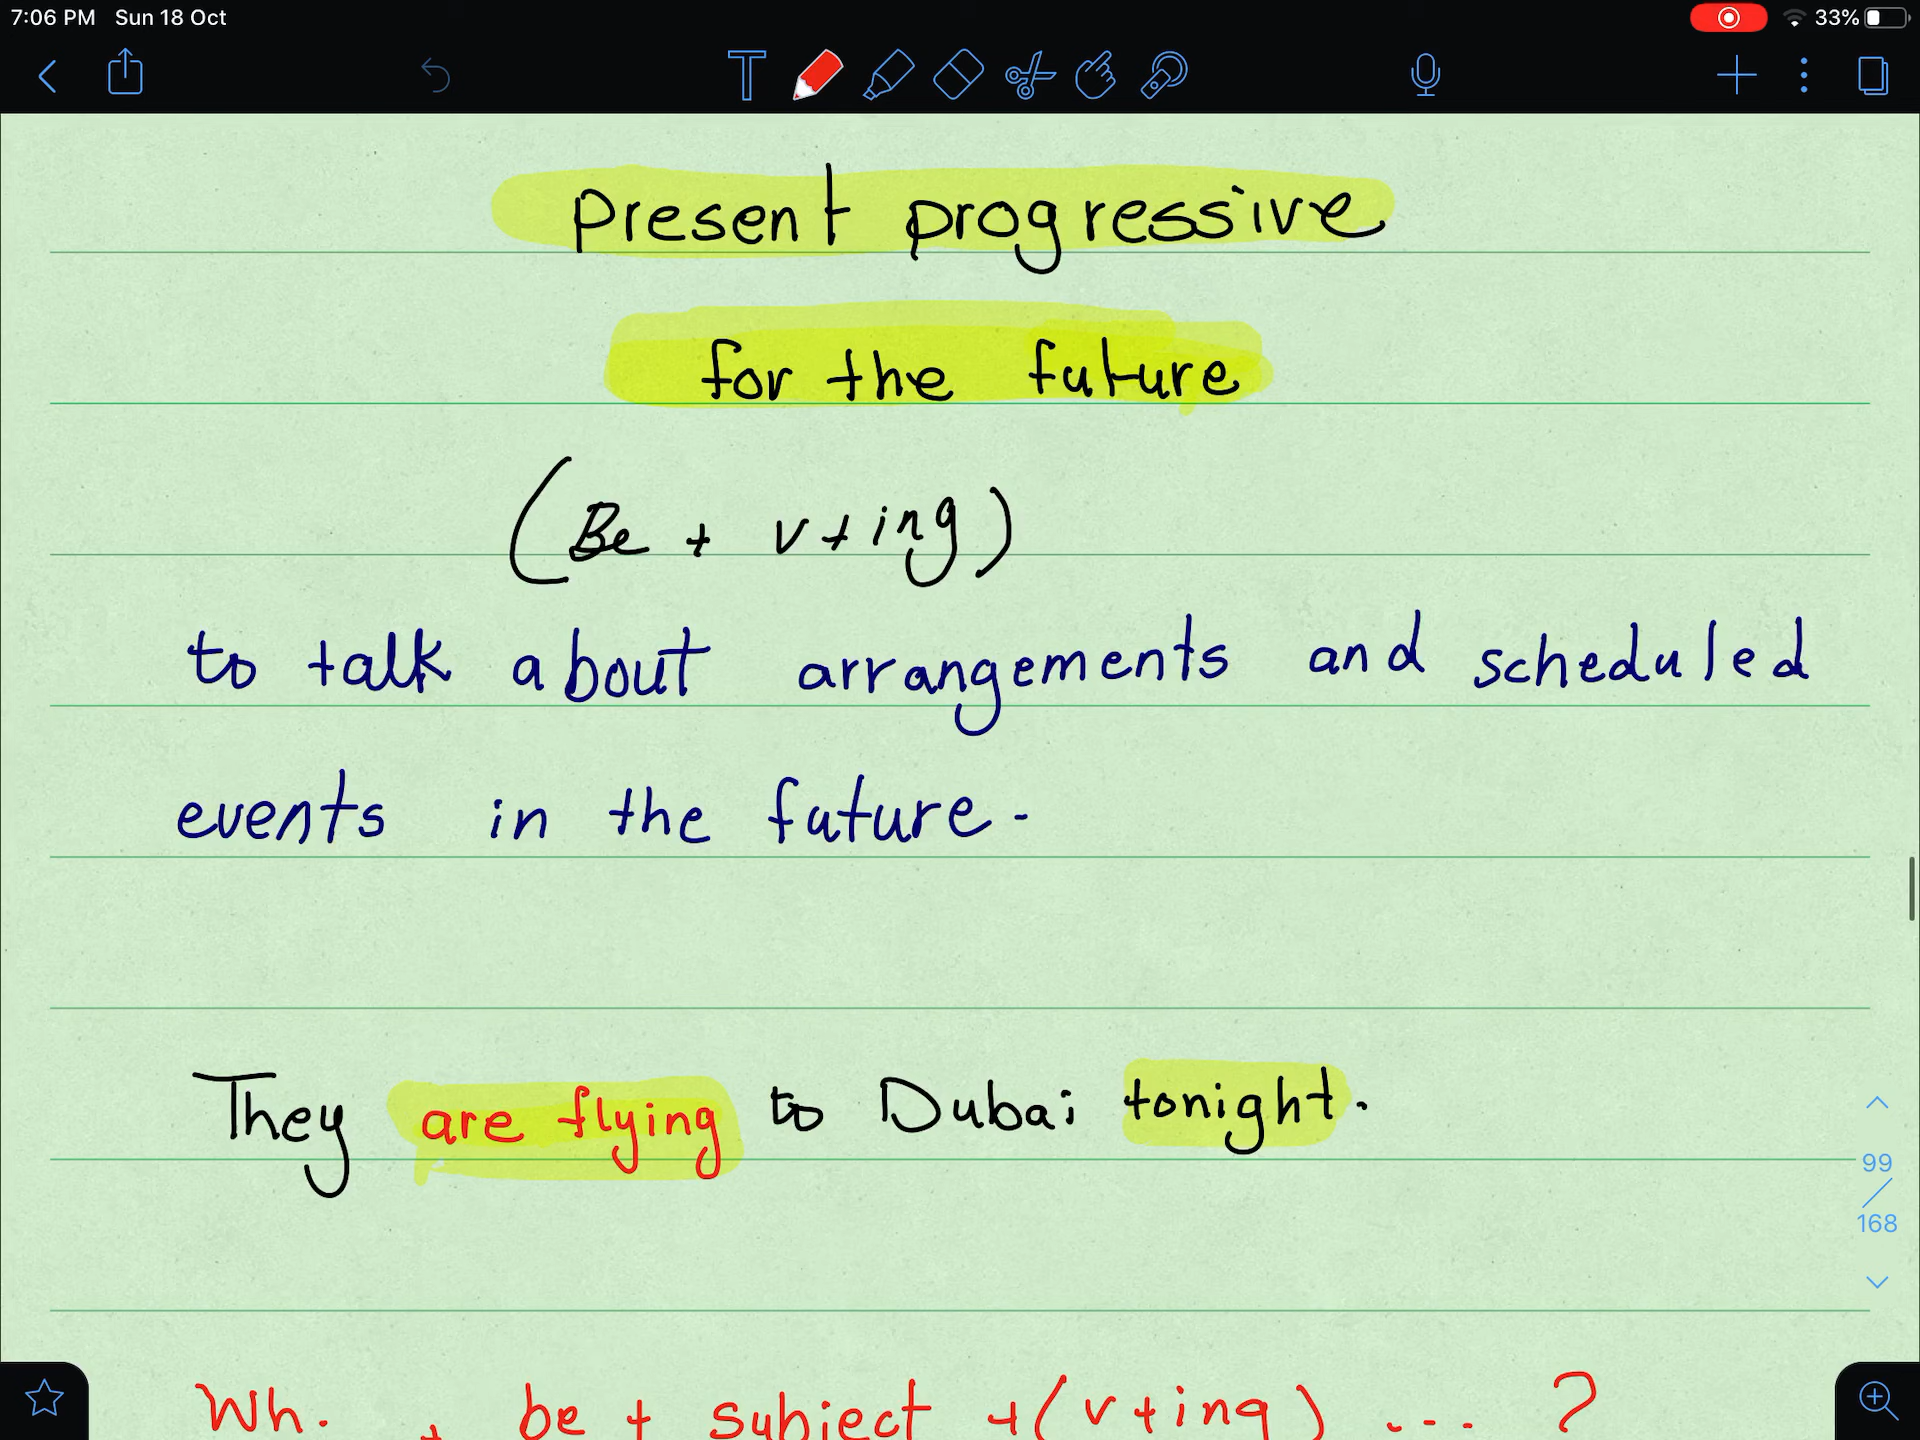 7:06 PM Sun 18 Oct
33%
T
present progressive
for the future
(Be + v+ing)
to talk about arrangements and scheduled
events in the future.
They are flying to Dubai tonight.
99
168
Wh. + be + subject +(v+ing) ... ?